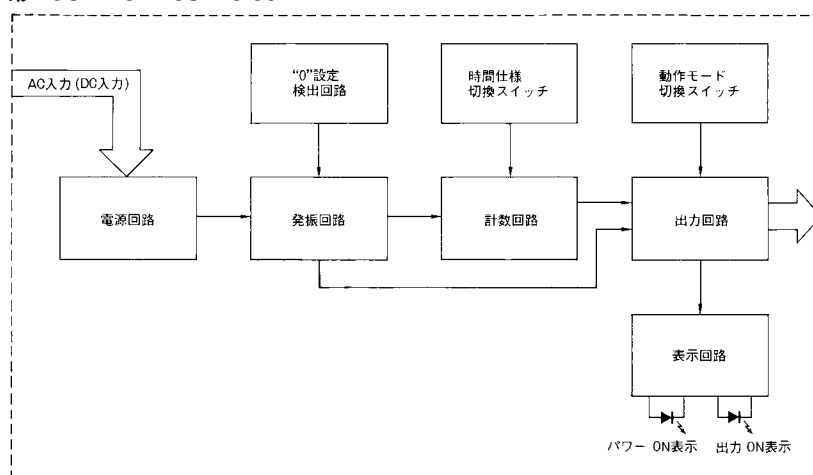 AC入力(DC入力)
“0”設定
検出回路
時間仕様
切換スイッチ
動作モード
切換スイッチ
電源回路
発振回路
計数回路
出力回路
表示回路
パワー ON表示
出力 ON表示